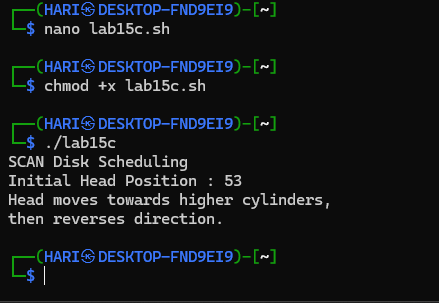 ┌──(HARI㉿DESKTOP-FND9EI9)-[~]
└─$ nano lab15c.sh
┌──(HARI㉿DESKTOP-FND9EI9)-[~]
└─$ chmod +x lab15c.sh
┌──(HARI㉿DESKTOP-FND9EI9)-[~]
└─$ ./lab15c
SCAN Disk Scheduling
Initial Head Position : 53
Head moves towards higher cylinders,
then reverses direction.
┌──(HARI㉿DESKTOP-FND9EI9)-[~]
└─$